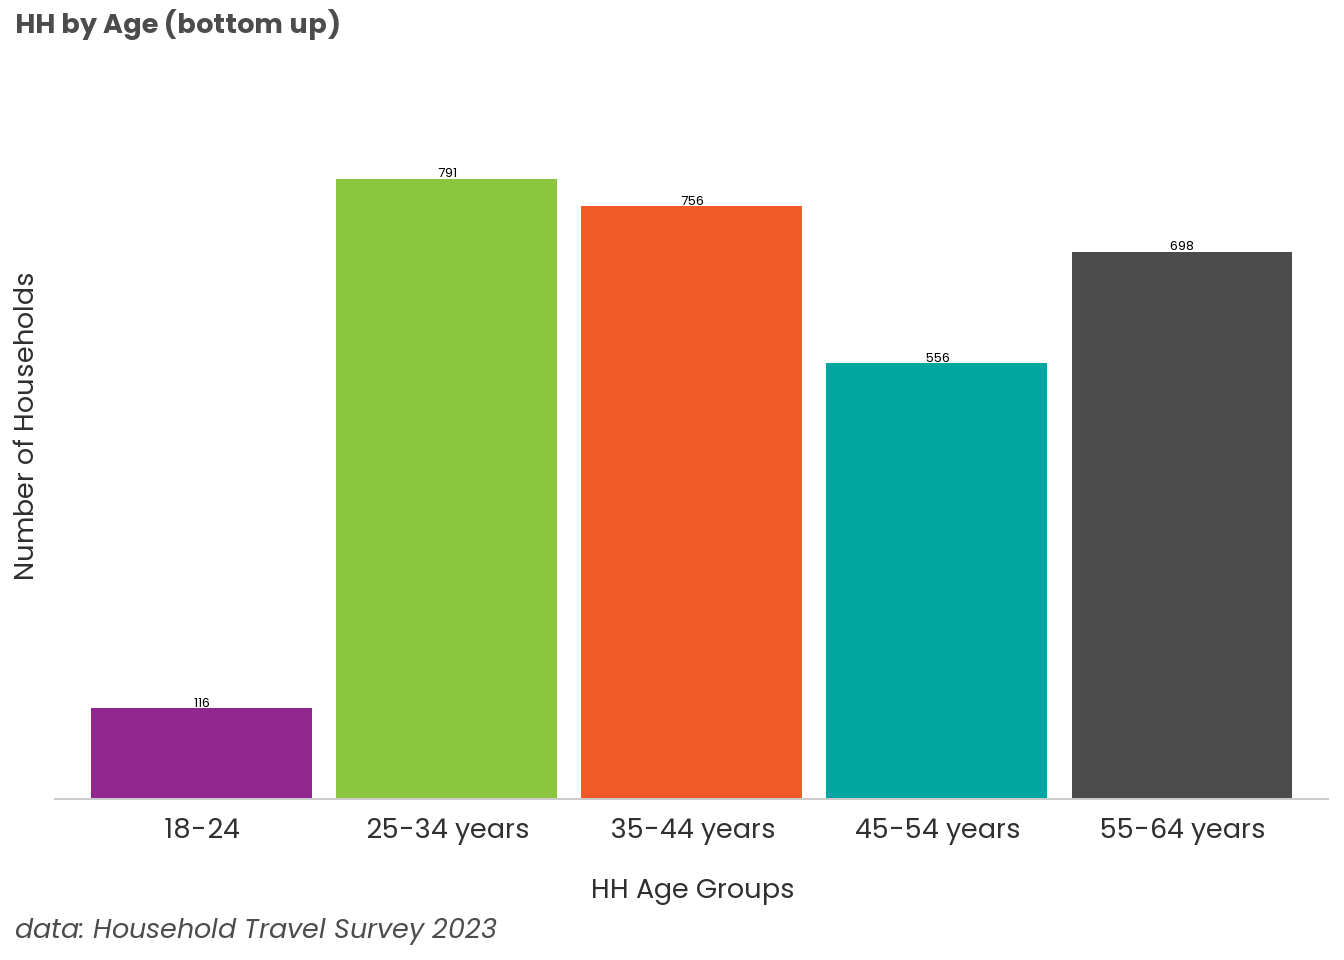 HH by Age (bottom up)
Number of Households
791
756
698
556
116
18-24
25-34 years
35-44 years
45-54 years
55-64 years
HH Age Groups
data: Household Travel Survey 2023